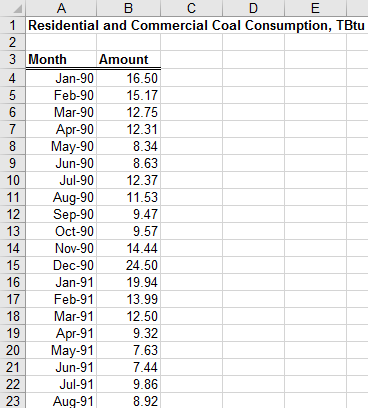 A B C D E
1 Residential and Commercial Coal Consumption, TBtu
2
3 Month Amount
4 Jan-90 16.50
5 Feb-90 15.17
6 Mar-90 12.75
7 Apr-90 12.31
8 May-90 8.34
9 Jun-90 8.63
10 Jul-90 12.37
11 Aug-90 11.53
12 Sep-90 9.47
13 Oct-90 9.57
14 Nov-90 14.44
15 Dec-90 24.50
16 Jan-91 19.94
17 Feb-91 13.99
18 Mar-91 12.50
19 Apr-91 9.32
20 May-91 7.63
21 Jun-91 7.44
22 Jul-91 9.86
23 Aug-91 8.92